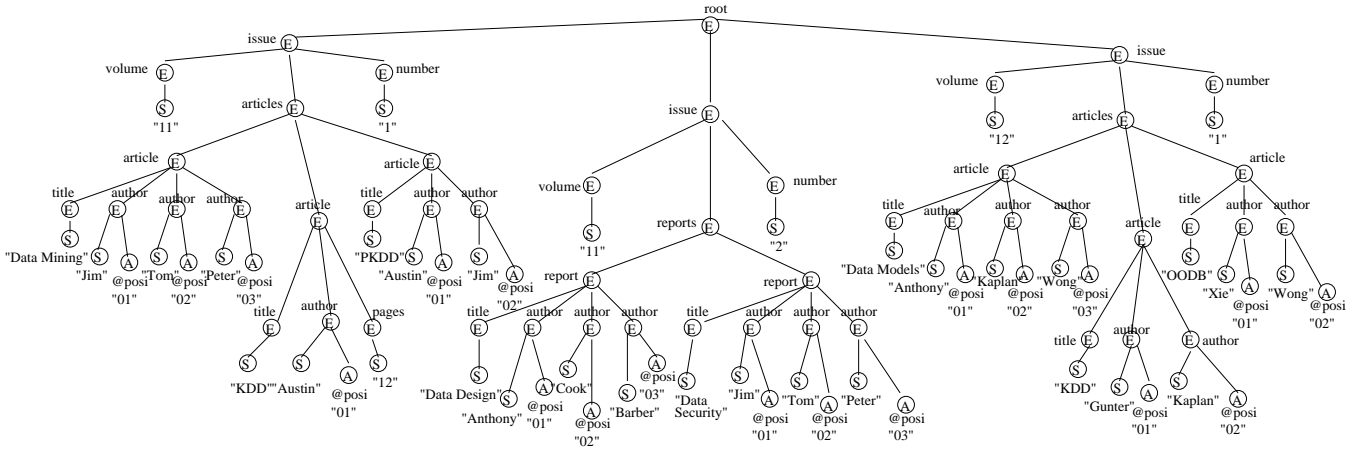 root
E
issue
E
E
issue
volume
E
E
number
volume
E
E
number
S
"11"
articles
E
S
"1"
issue
E
S
"12"
articles
E
S
"1"
article
E
article
E
article
E
article
E
volume
E
E
number
title
E
author
E
author
E
author
E
article
E
title
E
author
E
author
E
reports
E
title
E
author
E
author
E
author
E
article
E
title
E
author
E
author
E
S
"Data Mining"
S
"Jim"
A
@posi
"01"
S
"Tom"
A
@posi
"02"
S
"Peter"
A
@posi
"03"
S
"PKDD"
S
"Austin"
A
@posi
"01"
S
"Jim"
A
@posi
"02"
S
"11"
S
"2"
S
"Data Models"
S
"Anthony"
A
@posi
"01"
S
"Kaplan"
A
@posi
"02"
S
"Wong"
A
@posi
"03"
S
"OODB"
S
"Xie"
A
@posi
"01"
S
"Wong"
A
@posi
"02"
report
E
report
E
title
E
author
E
pages
E
title
E
author
E
author
E
author
E
title
E
author
E
author
E
author
E
title
E
author
E
E
author
S
"KDD"
S
"Austin"
A
@posi
"01"
S
"12"
S
"Data Design"
S
"Anthony"
A
@posi
"01"
S
"Cook"
A
@posi
"02"
S
"Barber"
A
@posi
"03"
S
"Data
Security"
S
"Jim"
A
@posi
"01"
S
"Tom"
A
@posi
"02"
S
"Peter"
A
@posi
"03"
S
"KDD"
S
"Gunter"
A
@posi
"01"
S
"Kaplan"
A
@posi
"02"